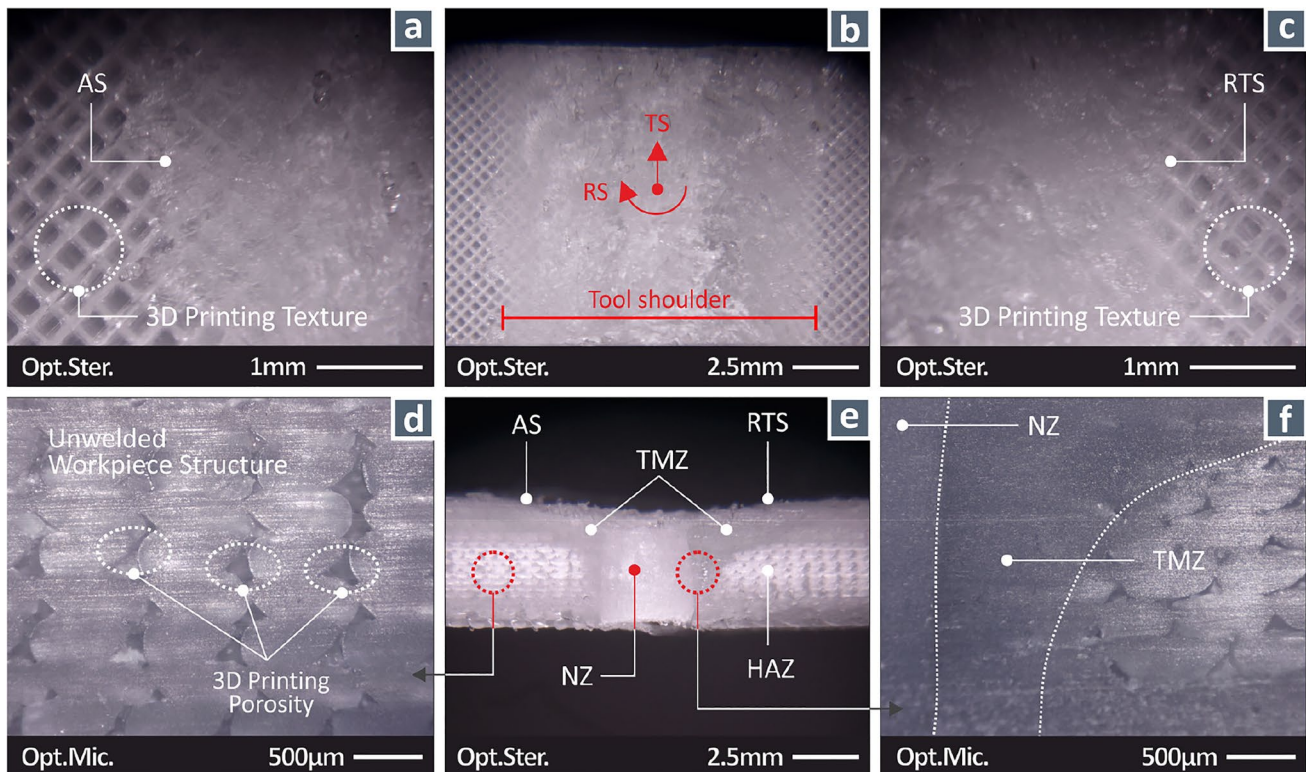 a
AS
3D Printing Texture
Opt.Ster.
1mm
b
TS
RS
Tool shoulder
Opt.Ster.
2.5mm
c
RTS
3D Printing Texture
Opt.Ster.
1mm
d
Unwelded
Workpiece Structure
3D Printing
Porosity
Opt.Mic.
500μm
e
AS
RTS
TMZ
NZ
HAZ
Opt.Ster.
2.5mm
f
NZ
TMZ
Opt.Mic.
500μm